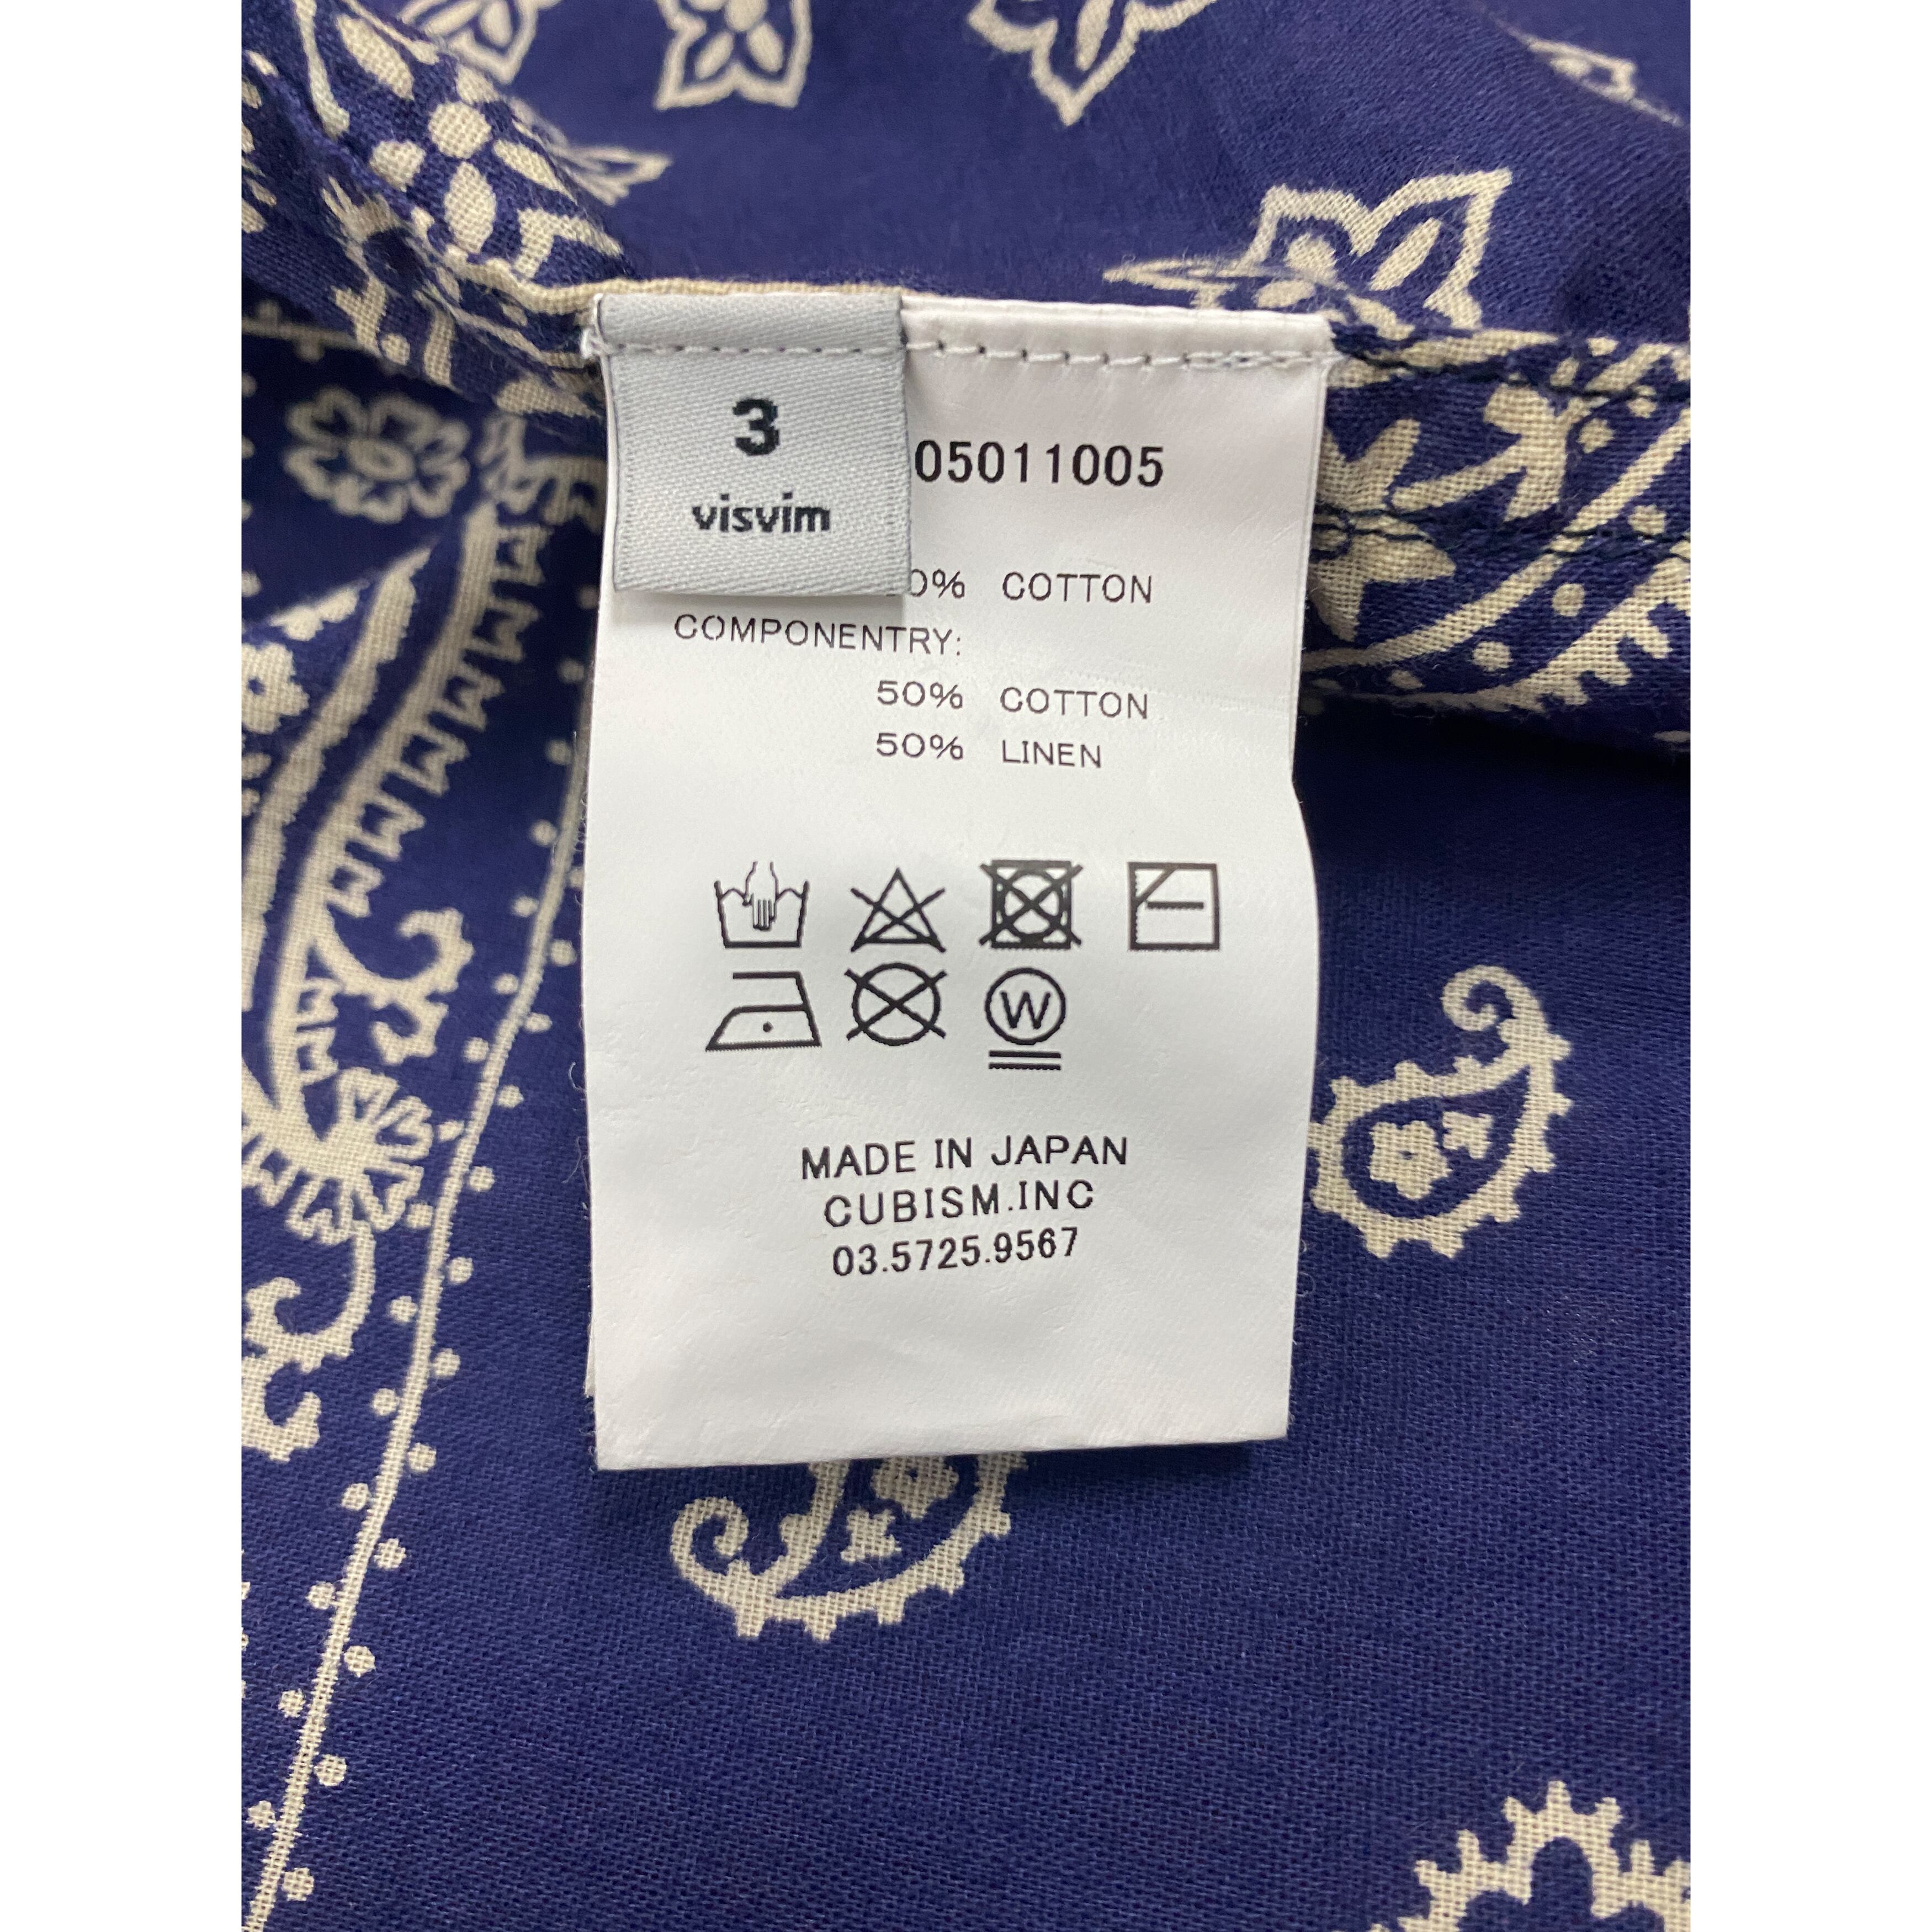 3
visvim
05011005
0% COTTON
COMPONENTRY:
50% COTTON
50% LINEN
W
MADE IN JAPAN
CUBISM.INC
03.5725.9567